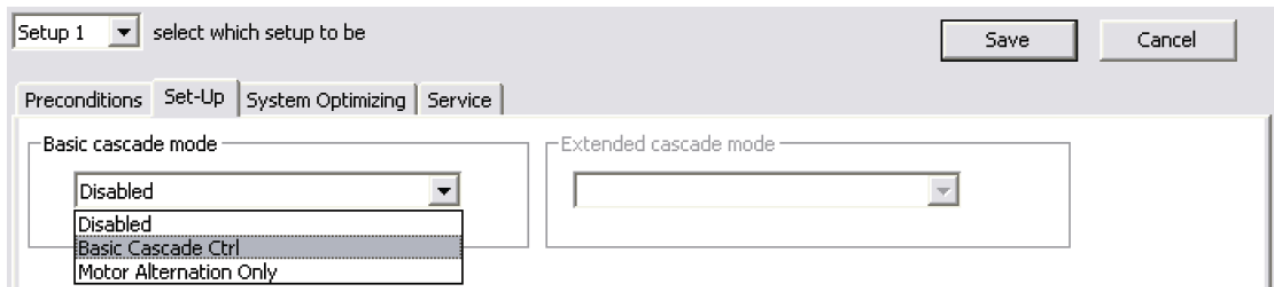 Setup 1 select which setup to be Save Cancel
Preconditions Set-Up System Optimizing Service
Basic cascade mode Extended cascade mode
Disabled
Disabled
Basic Cascade Ctrl
Motor Alternation Only